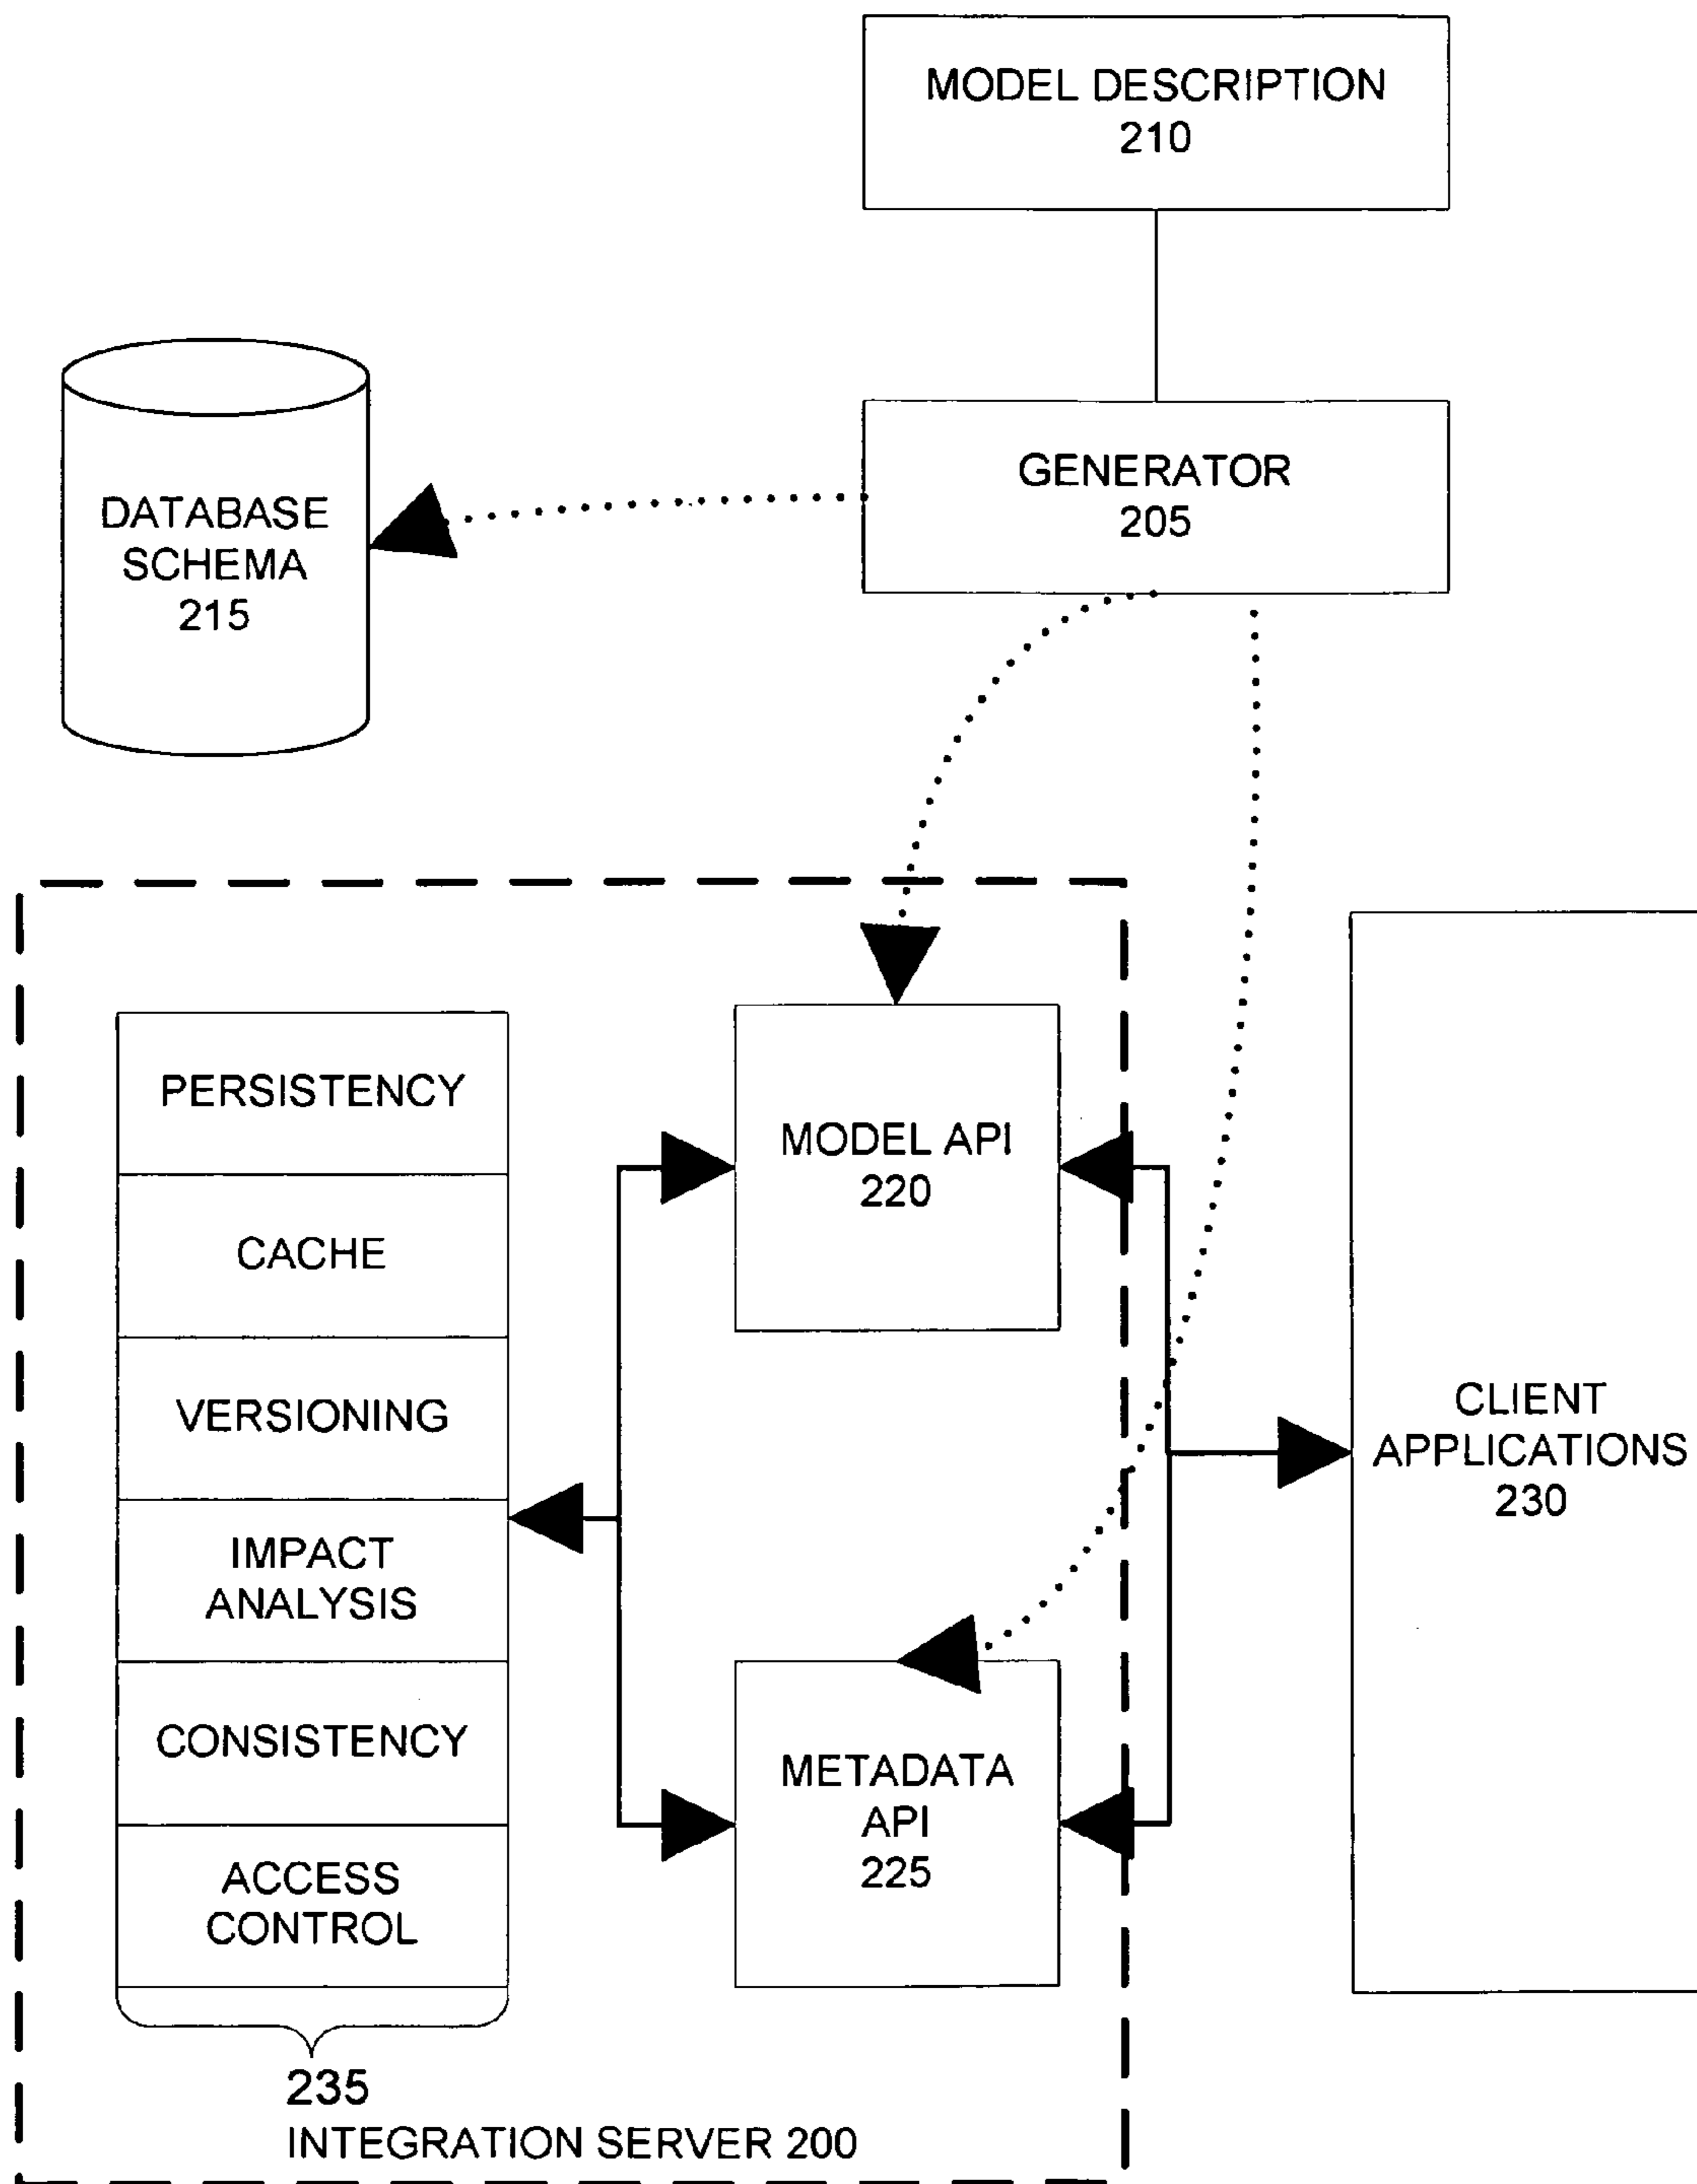 MODEL DESCRIPTION
210
GENERATOR
205
DATABASE
SCHEMA
215
PERSISTENCY
CACHE
VERSIONING
IMPACT
ANALYSIS
CONSISTENCY
ACCESS
CONTROL
235
MODEL API
220
METADATA
API
225
CLIENT
APPLICATIONS
230
INTEGRATION SERVER 200